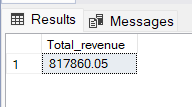 Results Messages
Total_revenue
1 817860.05